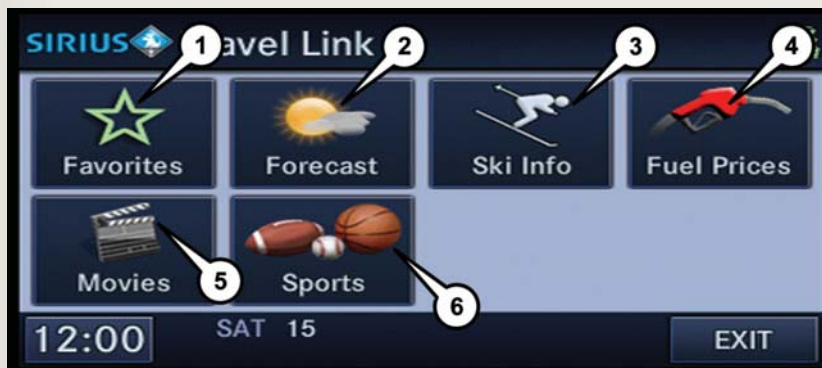 SIRIUS 1 avel Link 2 3 4
Favorites Forecast Ski Info Fuel Prices
Movies 5 Sports 6
12:00 SAT 15 EXIT